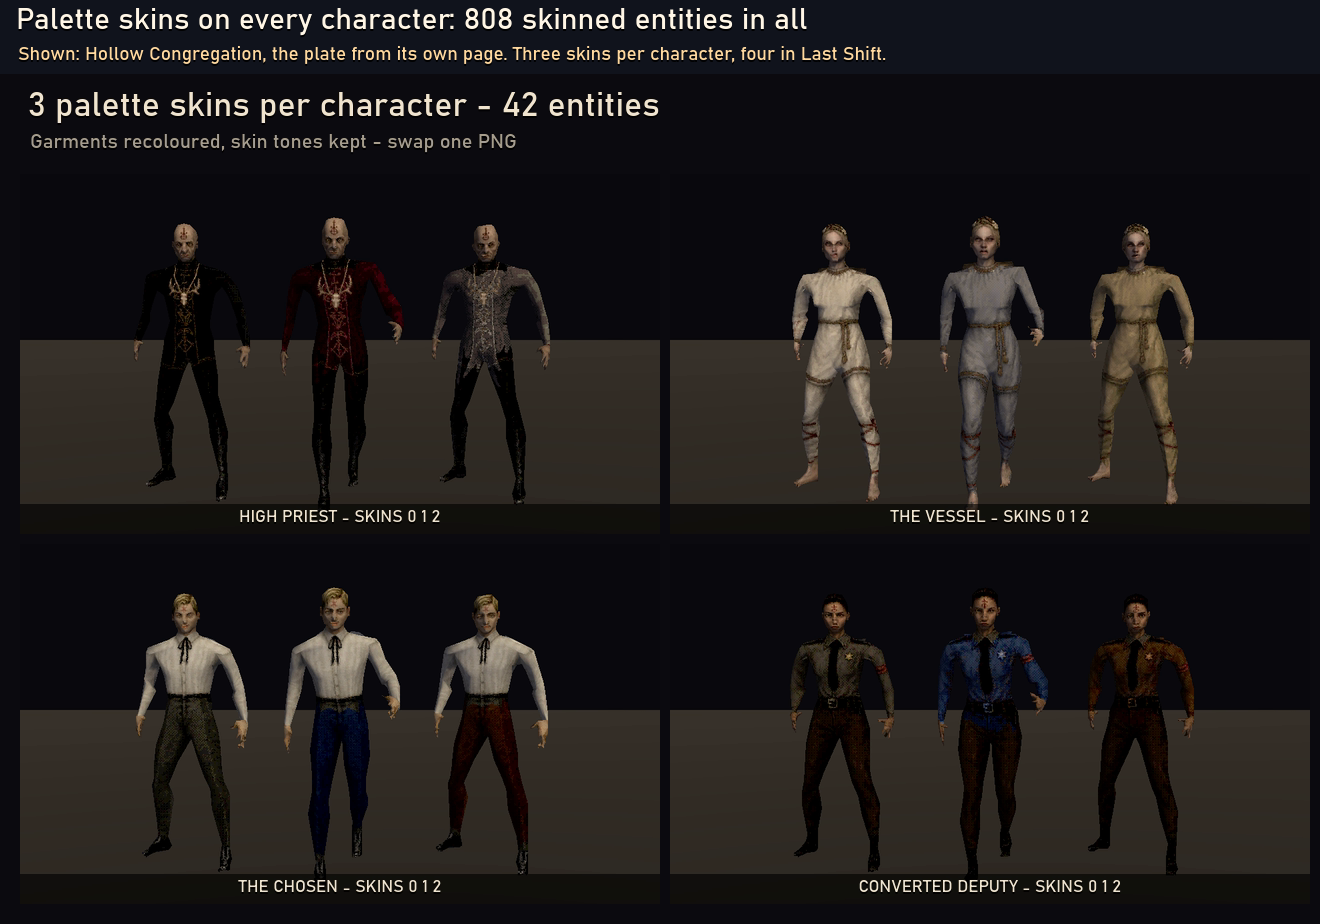 Palette skins on every character: 808 skinned entities in all
Shown: Hollow Congregation, the plate from its own page. Three skins per character, four in Last Shift.
3 palette skins per character - 42 entities
Garments recoloured, skin tones kept - swap one PNG
HIGH PRIEST - SKINS 0 1 2
THE VESSEL - SKINS 0 1 2
THE CHOSEN - SKINS 0 1 2
CONVERTED DEPUTY - SKINS 0 1 2